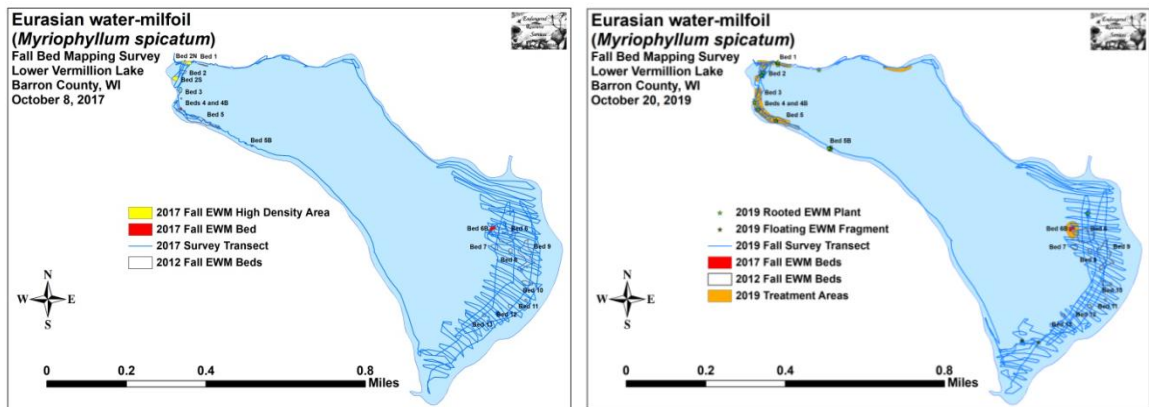 Eurasian water-milfoil
(Myriophyllum spicatum)
Fall Bed Mapping Survey
Lower Vermillion Lake
Barron County, WI
October 8, 2017
Endangered
Resource
Services
Bed 2N Bed 1
Bed 2
Bed 2S
Bed 3
Beds 4 and 4B
Bed 5
Bed 5B
2017 Fall EWM High Density Area
2017 Fall EWM Bed
2017 Survey Transect
2012 Fall EWM Beds
Bed 6B Bed 6
Bed 7
Bed 9
Bed 8
Bed 10
Bed 11
Bed 12
Bed 13
N
W E
S
0 0.2 0.4 0.8
Miles
Eurasian water-milfoil
(Myriophyllum spicatum)
Fall Bed Mapping Survey
Lower Vermillion Lake
Barron County, WI
October 20, 2019
Endangered
Resource
Services
Bed 1
Bed 2
Bed 3
Beds 4 and 4B
Bed 5
Bed 5B
2019 Rooted EWM Plant
2019 Floating EWM Fragment
2019 Fall Survey Transect
2017 Fall EWM Beds
2012 Fall EWM Beds
2019 Treatment Areas
Bed 6B Bed 6
Bed 7
Bed 9
Bed 8
Bed 10
Bed 11
Bed 12
Bed 13
N
W E
S
0 0.2 0.4 0.8
Miles